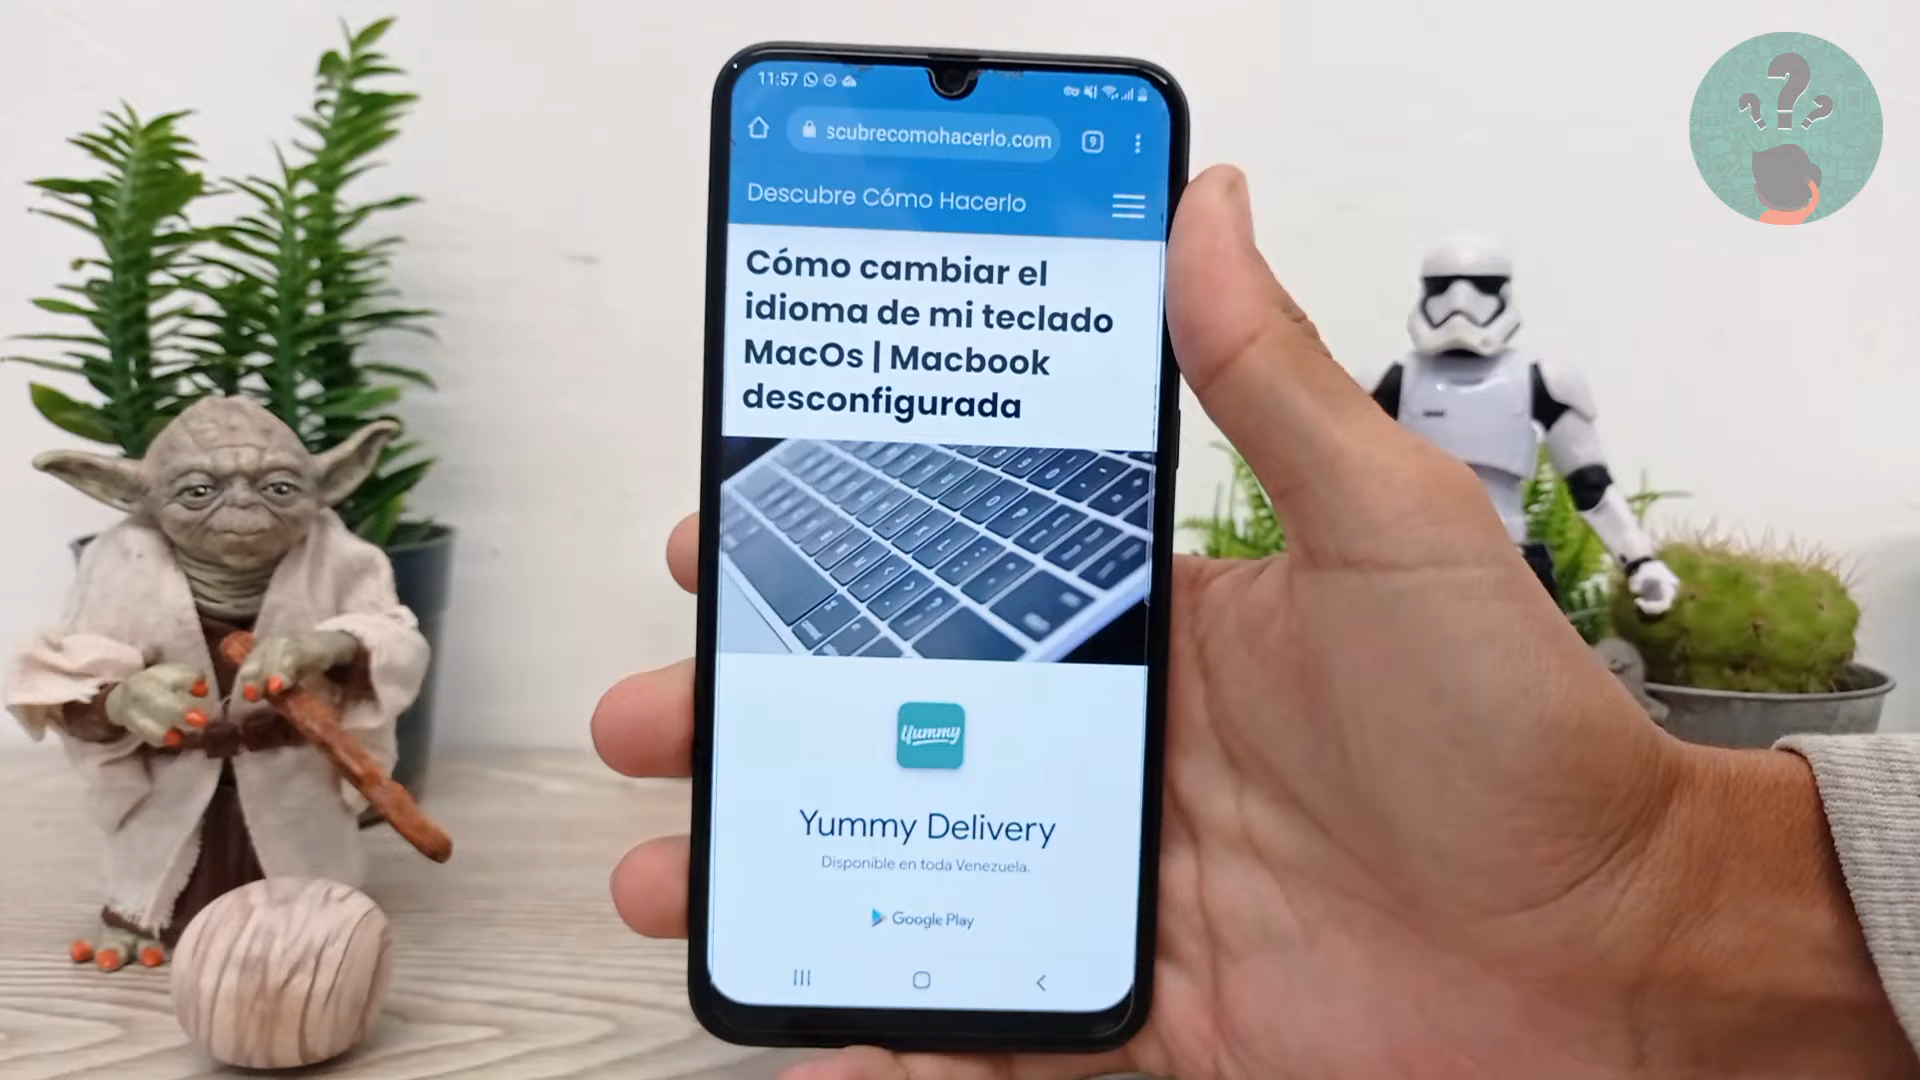 11:57
scubrecomohacerlo.com
9
Descubre Cómo Hacerlo
Cómo cambiar el
idioma de mi teclado
MacOs | Macbook
desconfigurada
Yummy
Yummy Delivery
Disponible en toda Venezuela.
Google Play